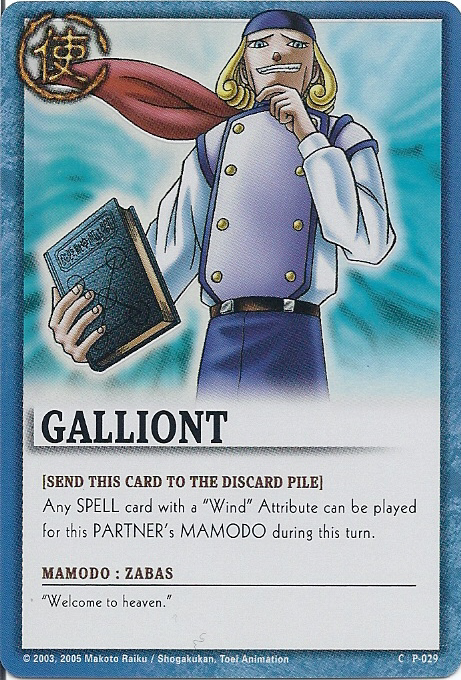 使
GALLIONT
[SEND THIS CARD TO THE DISCARD PILE]
Any SPELL card with a "Wind" Attribute can be played
for this PARTNER's MAMODO during this turn.
MAMODO : ZABAS
"Welcome to heaven."
© 2003, 2005 Makoto Raiku / Shogakukan, Toei Animation
C P-029